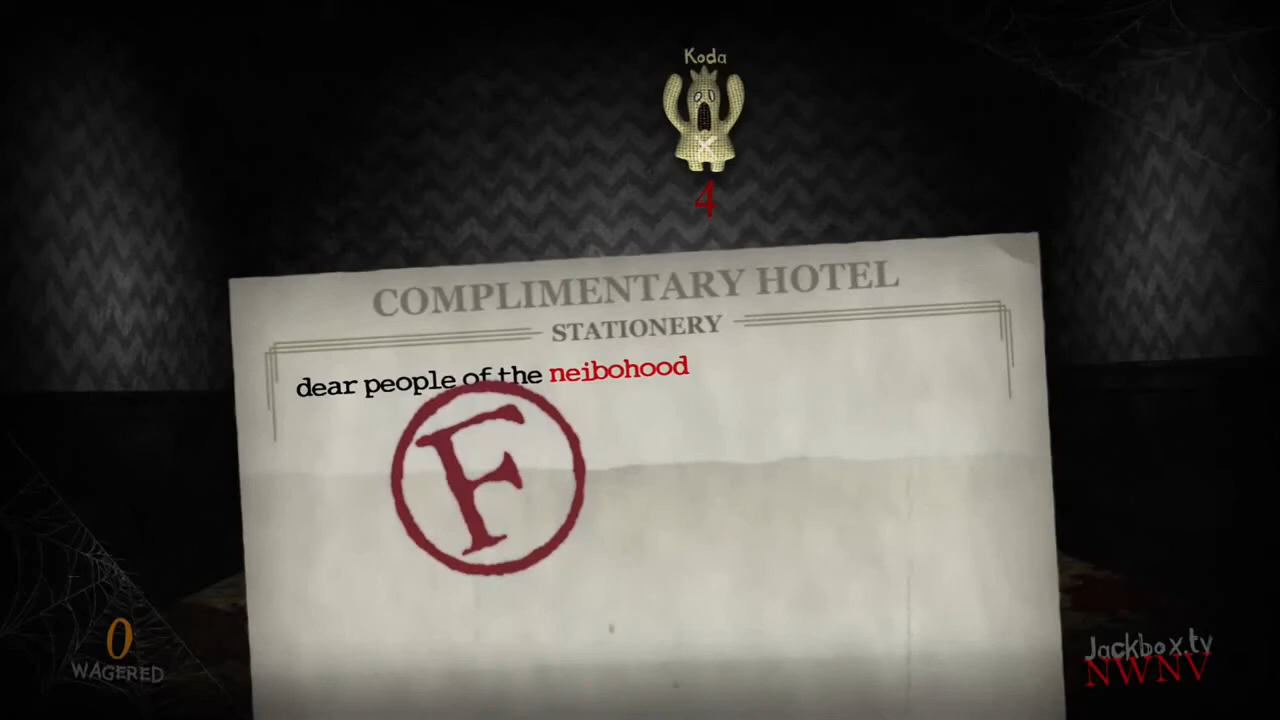 Koda
4
COMPLIMENTARY HOTEL
STATIONERY
dear people of the neibohood
F
0
WAGERED
Jackbox.tv
NWNV